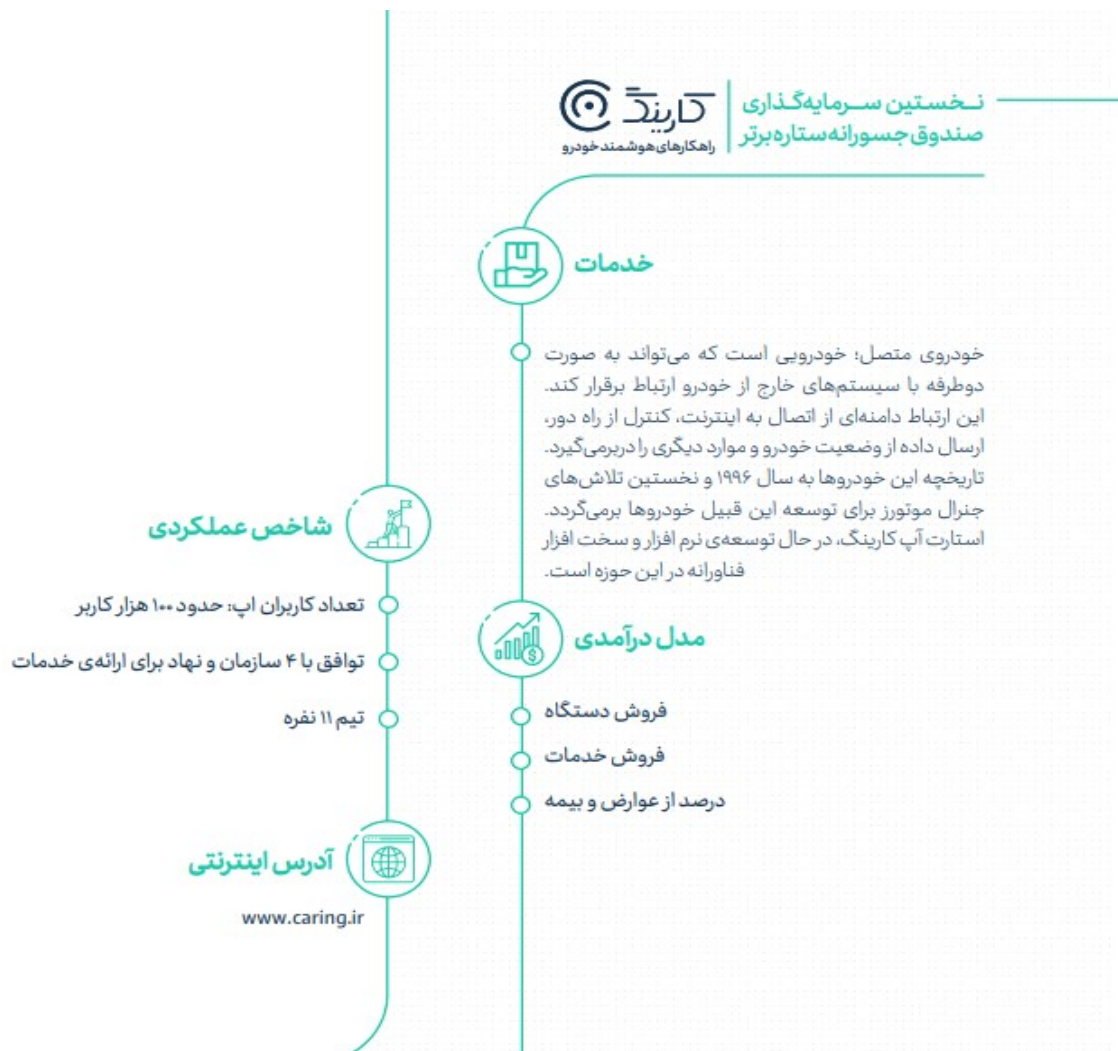 نـخستین ســرمایه‌گـذاری
صندوق جسورانه ستاره برتر
کارینگ
راهکارهای هوشمند خودرو
خدمات
خودروی متصل؛ خودرویی است که می‌تواند به صورت
دوطرفه با سیستم‌های خارج از خودرو ارتباط برقرار کند.
این ارتباط دامنه‌ای از اتصال به اینترنت، کنترل از راه دور،
ارسال داده از وضعیت خودرو و موارد دیگری را دربرمی‌گیرد.
تاریخچه این خودروها به سال ۱۹۹۶ و نخستین تلاش‌های
جنرال موتورز برای توسعه این قبیل خودروها برمی‌گردد.
استارت آپ کارینگ، در حال توسعه‌ی نرم افزار و سخت افزار
فناورانه در این حوزه است.
مدل درآمدی
فروش دستگاه
فروش خدمات
درصد از عوارض و بیمه
شاخص عملکردی
تعداد کاربران اپ: حدود ۱۰۰ هزار کاربر
توافق با ۴ سازمان و نهاد برای ارائه‌ی خدمات
تیم ۱۱ نفره
آدرس اینترنتی
www.caring.ir